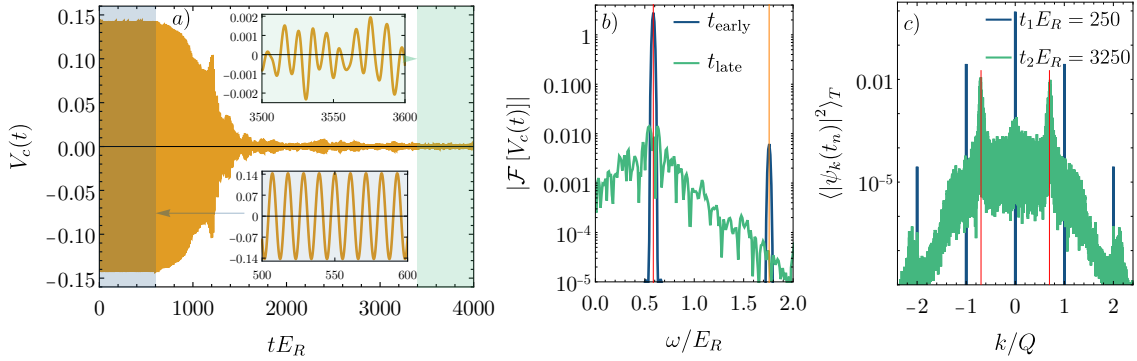 a)
V_c(t)
0.15
0.10
0.05
0.00
−0.05
−0.10
−0.15
0 1000 2000 3000 4000
tE_R
0.002
0.001
0
−0.001
−0.002
3500 3550 3600
0.14
0.07
0
−0.07
−0.14
500 550 600
b)
|F[V_c(t)]|
1
0.100
0.010
0.001
10^−4
10^−5
0.0 0.5 1.0 1.5 2.0
ω/E_R
t_early
t_late
c)
⟨|ψ_k(t_n)|^2⟩_T
0.01
10^−5
−2 −1 0 1 2
k/Q
t_1E_R = 250
t_2E_R = 3250